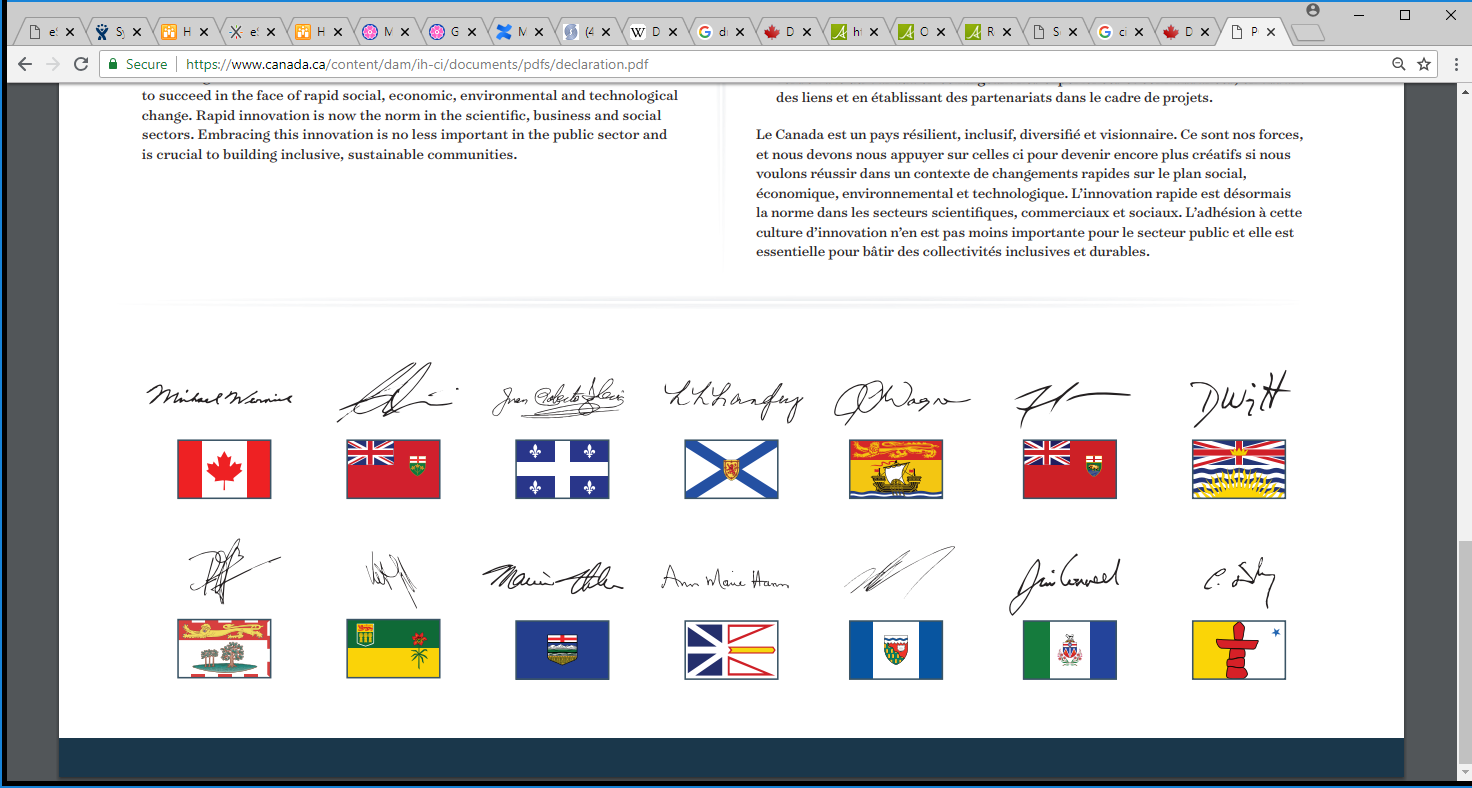 eS
Sy
H
eS
H
M
G
M
(4
W D
G di
D
ht
O
R
S
G ci
D
P
Secure
https://www.canada.ca/content/dam/ih-ci/documents/pdfs/declaration.pdf
to succeed in the face of rapid social, economic, environmental and technological
change. Rapid innovation is now the norm in the scientific, business and social
sectors. Embracing this innovation is no less important in the public sector and
is crucial to building inclusive, sustainable communities.
des liens et en établissant des partenariats dans le cadre de projets.
Le Canada est un pays résilient, inclusif, diversifié et visionnaire. Ce sont nos forces,
et nous devons nous appuyer sur celles ci pour devenir encore plus créatifs si nous
voulons réussir dans un contexte de changements rapides sur le plan social,
économique, environnemental et technologique. L’innovation rapide est désormais
la norme dans les secteurs scientifiques, commerciaux et sociaux. L’adhésion à cette
culture d’innovation n’en est pas moins importante pour le secteur public et elle est
essentielle pour bâtir des collectivités inclusives et durables.
Michael Wernick
Wagner
Ann Marie Hann